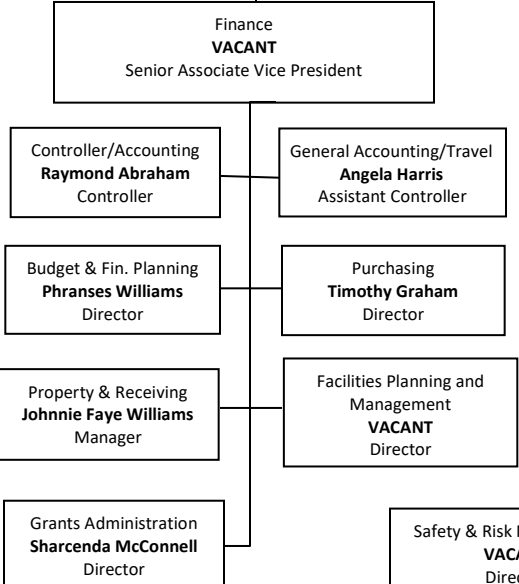 Finance
VACANT
Senior Associate Vice President
Controller/Accounting
Raymond Abraham
Controller
General Accounting/Travel
Angela Harris
Assistant Controller
Budget & Fin. Planning
Phranses Williams
Director
Purchasing
Timothy Graham
Director
Property & Receiving
Johnnie Faye Williams
Manager
Facilities Planning and
Management
VACANT
Director
Grants Administration
Sharcenda McConnell
Director
Safety & Risk